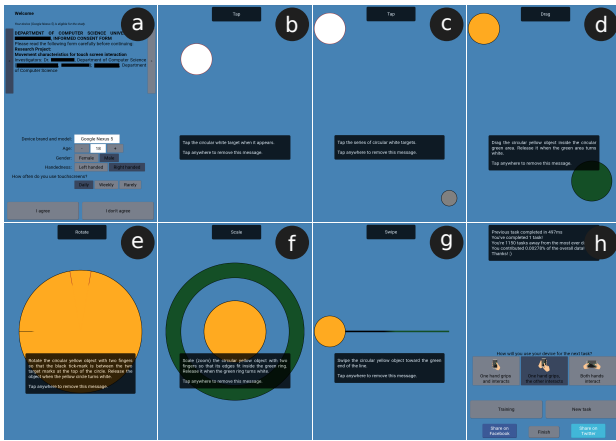 a
Welcome
DEPARTMENT OF COMPUTER SCIENCE UNIV
INFORMED CONSENT FORM
Please read the following form carefully before continuing.
Research Project:
Movement characteristics for touch screen interaction
Investigators: Dr. Department of Computer Science
Department
of Computer Science
Device brand and model: Google Nexus 5
Age: - 18 +
Gender: Female Male
Handedness: Left handed Right handed
How often do you use touchscreens?
Daily Weekly Rarely
I agree I don't agree
b
Tap
Tap the circular white target when it appears.
Tap anywhere to remove this message.
c
Tap
Tap the series of circular white targets.
Tap anywhere to remove this message.
d
Drag
Drag the circular yellow object inside the circular
green area. Release it when the green area turns
white.
Tap anywhere to remove this message.
e
Rotate
Rotate the circular yellow object with two fingers
so that the black tick-mark is between the two
target marks at the top of the circle. Release the
object when the yellow circle turns white.
Tap anywhere to remove this message.
f
Scale
Scale (zoom) the circular yellow object with two
fingers so that its edges fit inside the green ring.
Release it when the green ring turns white.
Tap anywhere to remove this message.
g
Swipe
Swipe the circular yellow object toward the green
end of the line.
Tap anywhere to remove this message.
h
Previous task completed in 497ms
You've completed 1 task!
You're 1150 tasks away from the most over
You contributed 0.00270% of the overall data
Thanks! :)
How will you use your device for the next task?
One hand grips
and interacts
One hand grips,
the other interacts
Both hands
interact
Training New task
Share on
Facebook
Finish
Share on
Twitter